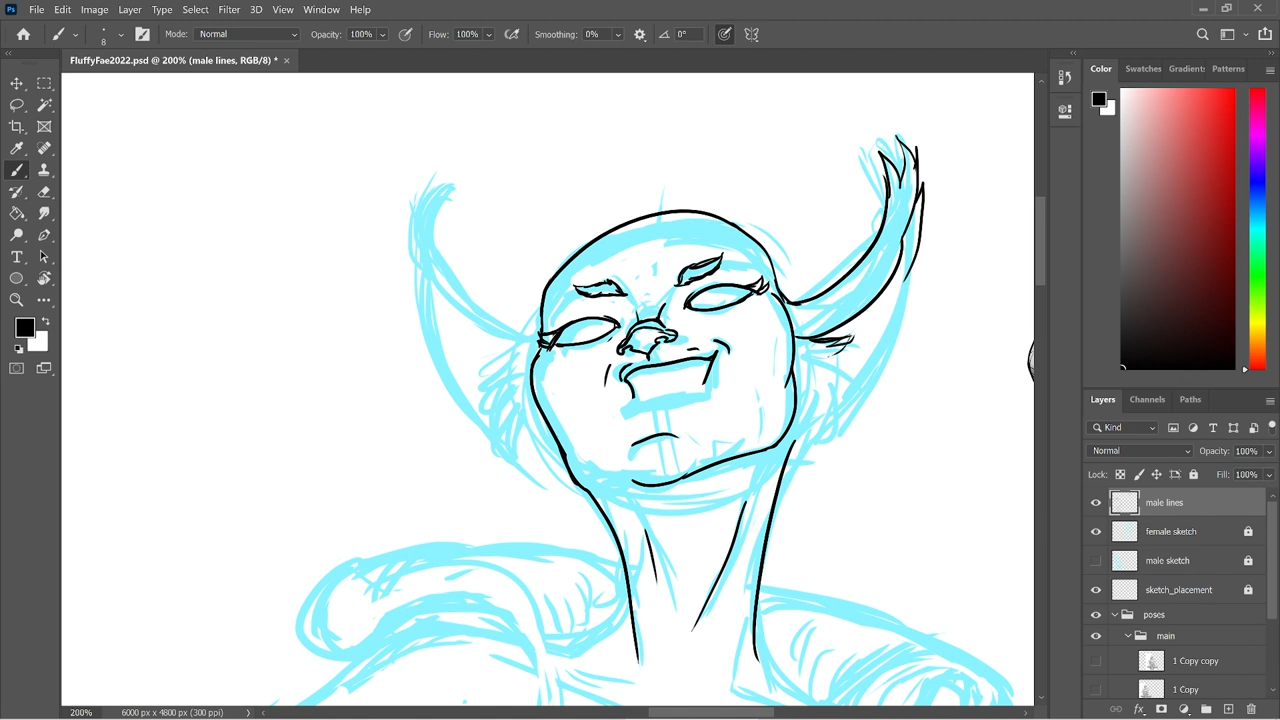 Ps File Edit Image Layer Type Select Filter 3D View Window Help
8 Mode: Normal Opacity: 100% Flow: 100% Smoothing: 0% 0°
FluffyFae2022.psd @ 200% (male lines, RGB/8) *
Color Swatches Gradients Patterns
Layers Channels Paths
Kind
Normal Opacity: 100%
Lock: Fill: 100%
male lines
female sketch
male sketch
sketch_placement
poses
main
1 Copy copy
1 Copy
200% 6000 px x 4800 px (300 ppi)
fx